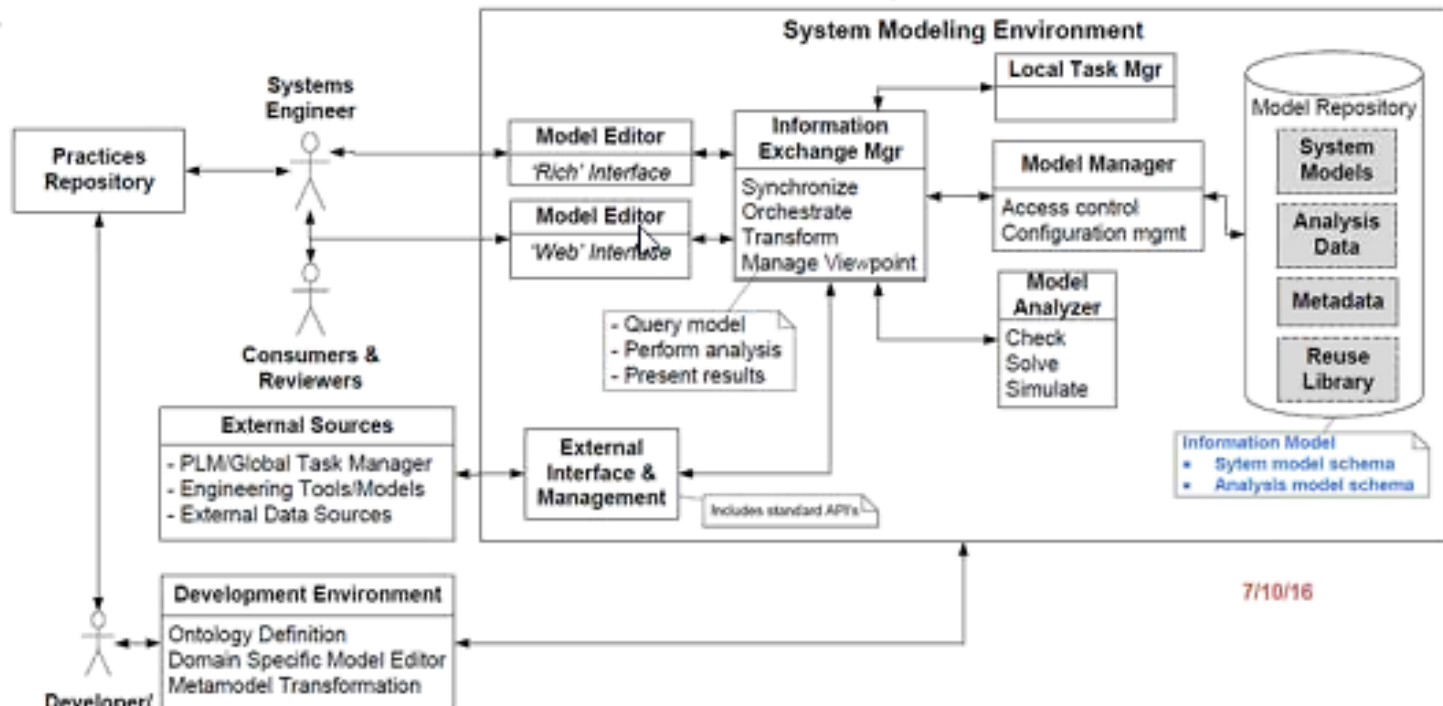 System Modeling Environment
Systems
Engineer
Practices
Repository
Model Editor
'Rich' Interface
Model Editor
'Web' Interface
Information
Exchange Mgr
Synchronize
Orchestrate
Transform
Manage Viewpoint
- Query model
- Perform analysis
- Present results
Local Task Mgr
Model Manager
Access control
Configuration mgmt
Model
Analyzer
Check
Solve
Simulate
Model Repository
System
Models
Analysis
Data
Metadata
Reuse
Library
Information Model
▪ Sytem model schema
▪ Analysis model schema
Consumers &
Reviewers
External Sources
- PLM/Global Task Manager
- Engineering Tools/Models
- External Data Sources
External
Interface &
Management
Includes standard API's
7/10/16
Development Environment
Ontology Definition
Domain Specific Model Editor
Metamodel Transformation
Developer/